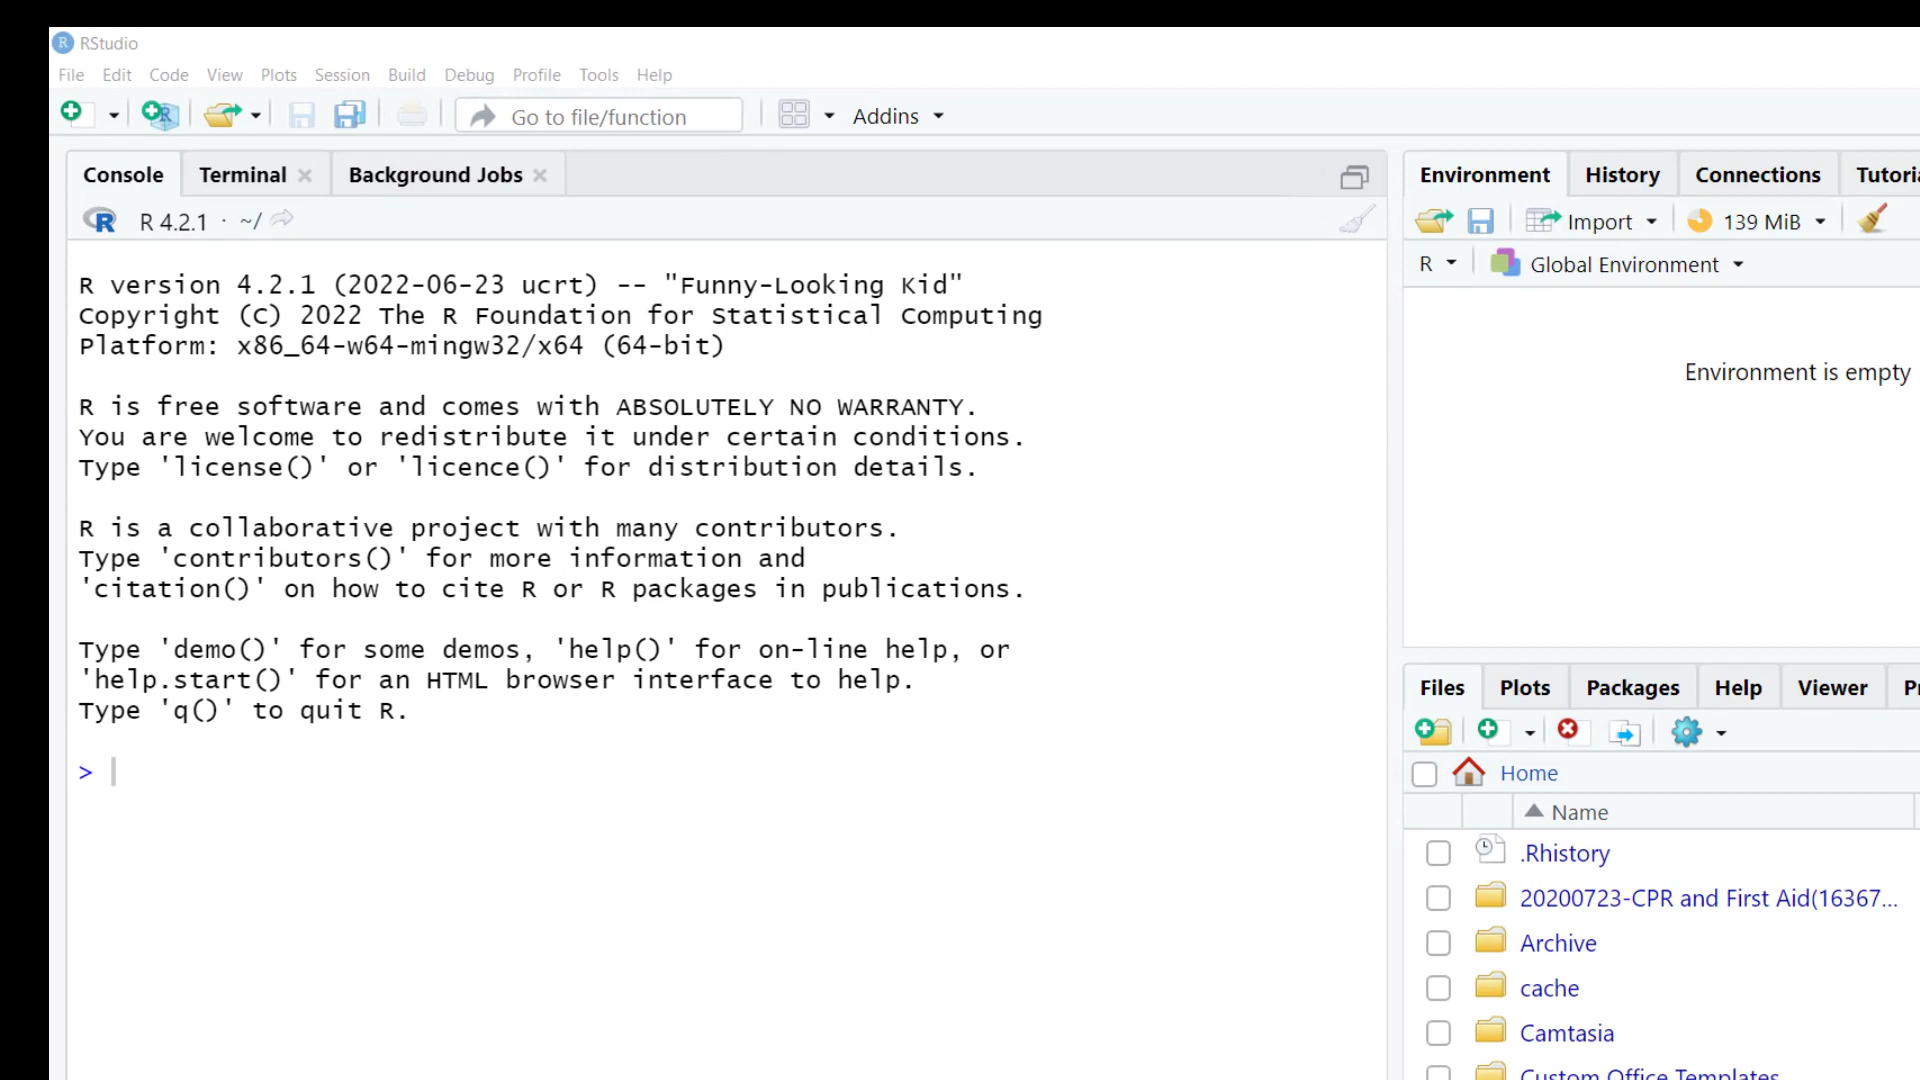 RStudio
File Edit Code View Plots Session Build Debug Profile Tools Help
Go to file/function Addins
Console Terminal Background Jobs
R 4.2.1 · ~/
R version 4.2.1 (2022-06-23 ucrt) -- "Funny-Looking Kid"
Copyright (C) 2022 The R Foundation for Statistical Computing
Platform: x86_64-w64-mingw32/x64 (64-bit)
R is free software and comes with ABSOLUTELY NO WARRANTY.
You are welcome to redistribute it under certain conditions.
Type 'license()' or 'licence()' for distribution details.
R is a collaborative project with many contributors.
Type 'contributors()' for more information and
'citation()' on how to cite R or R packages in publications.
Type 'demo()' for some demos, 'help()' for on-line help, or
'help.start()' for an HTML browser interface to help.
Type 'q()' to quit R.
>
Environment History Connections Tutori
Import 139 MiB
R Global Environment
Environment is empty
Files Plots Packages Help Viewer
Home
Name
.Rhistory
20200723-CPR and First Aid(16367...
Archive
cache
Camtasia
Custom Office Templates